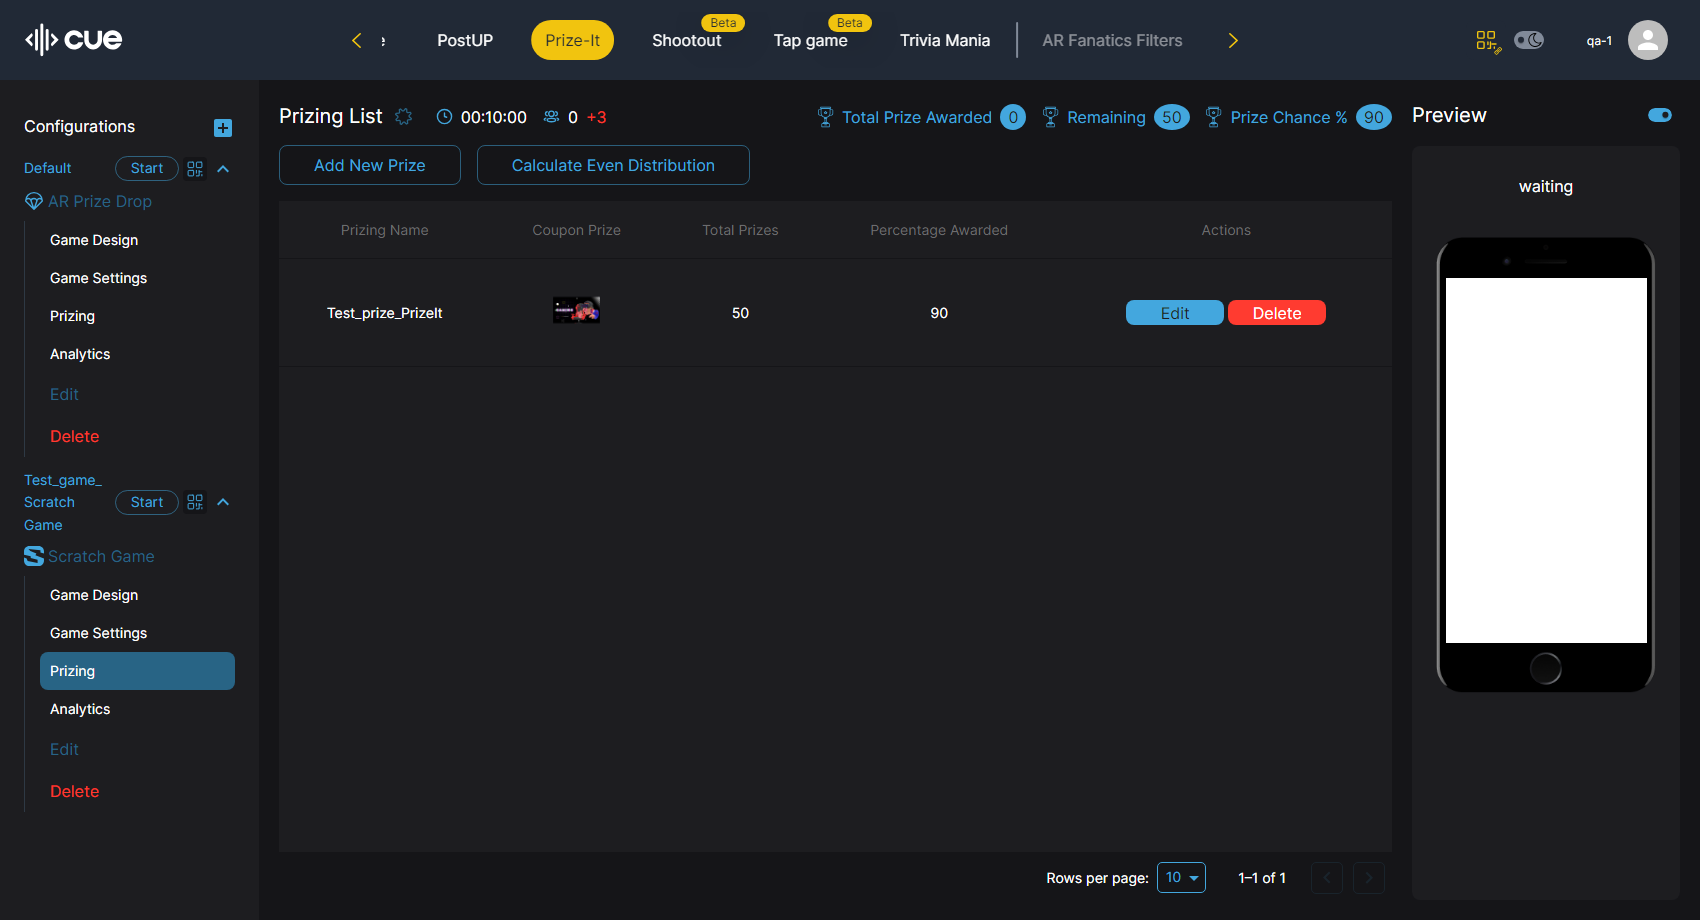 cue
PostUP
Prize-It
Shootout
Beta
Tap game
Beta
Trivia Mania
AR Fanatics Filters
qa-1
Configurations
Default
Start
AR Prize Drop
Game Design
Game Settings
Prizing
Analytics
Edit
Delete
Test_game_
Scratch
Game
Start
Scratch Game
Game Design
Game Settings
Prizing
Analytics
Edit
Delete
Prizing List
00:10:00
0 +3
Total Prize Awarded 0
Remaining 50
Prize Chance % 90
Add New Prize
Calculate Even Distribution
Prizing Name Coupon Prize Total Prizes Percentage Awarded Actions
Test_prize_PrizeIt 50 90 Edit Delete
Rows per page: 10 1–1 of 1
Preview
waiting